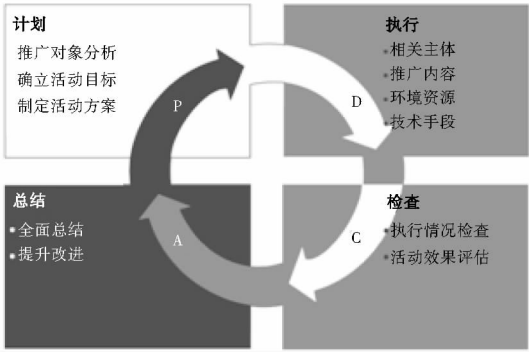 计划
推广对象分析
确立活动目标
制定活动方案
P
执行
相关主体
推广内容
环境资源
技术手段
D
总结
全面总结
提升改进
A
检查
执行情况检查
活动效果评估
C